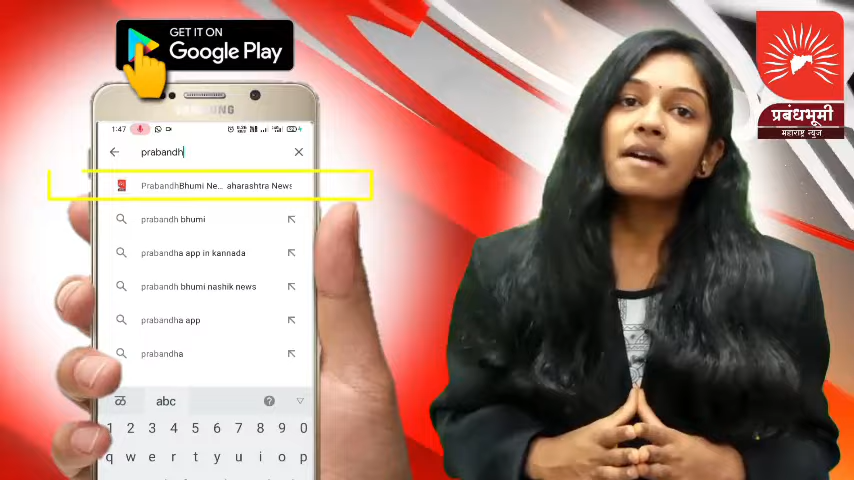 GET IT ON
Google Play
SAMSUNG
1:47
prabandh
PrabandhBhumi Ne... aharashtra News
prabandh bhumi
prabandha app in kannada
prabandh bhumi nashik news
prabandha app
prabandha
ळ abc ?
1 2 3 4 5 6 7 8 9 0
q w e r t y u i o p
प्रबंधभूमी
महाराष्ट्र न्यूज